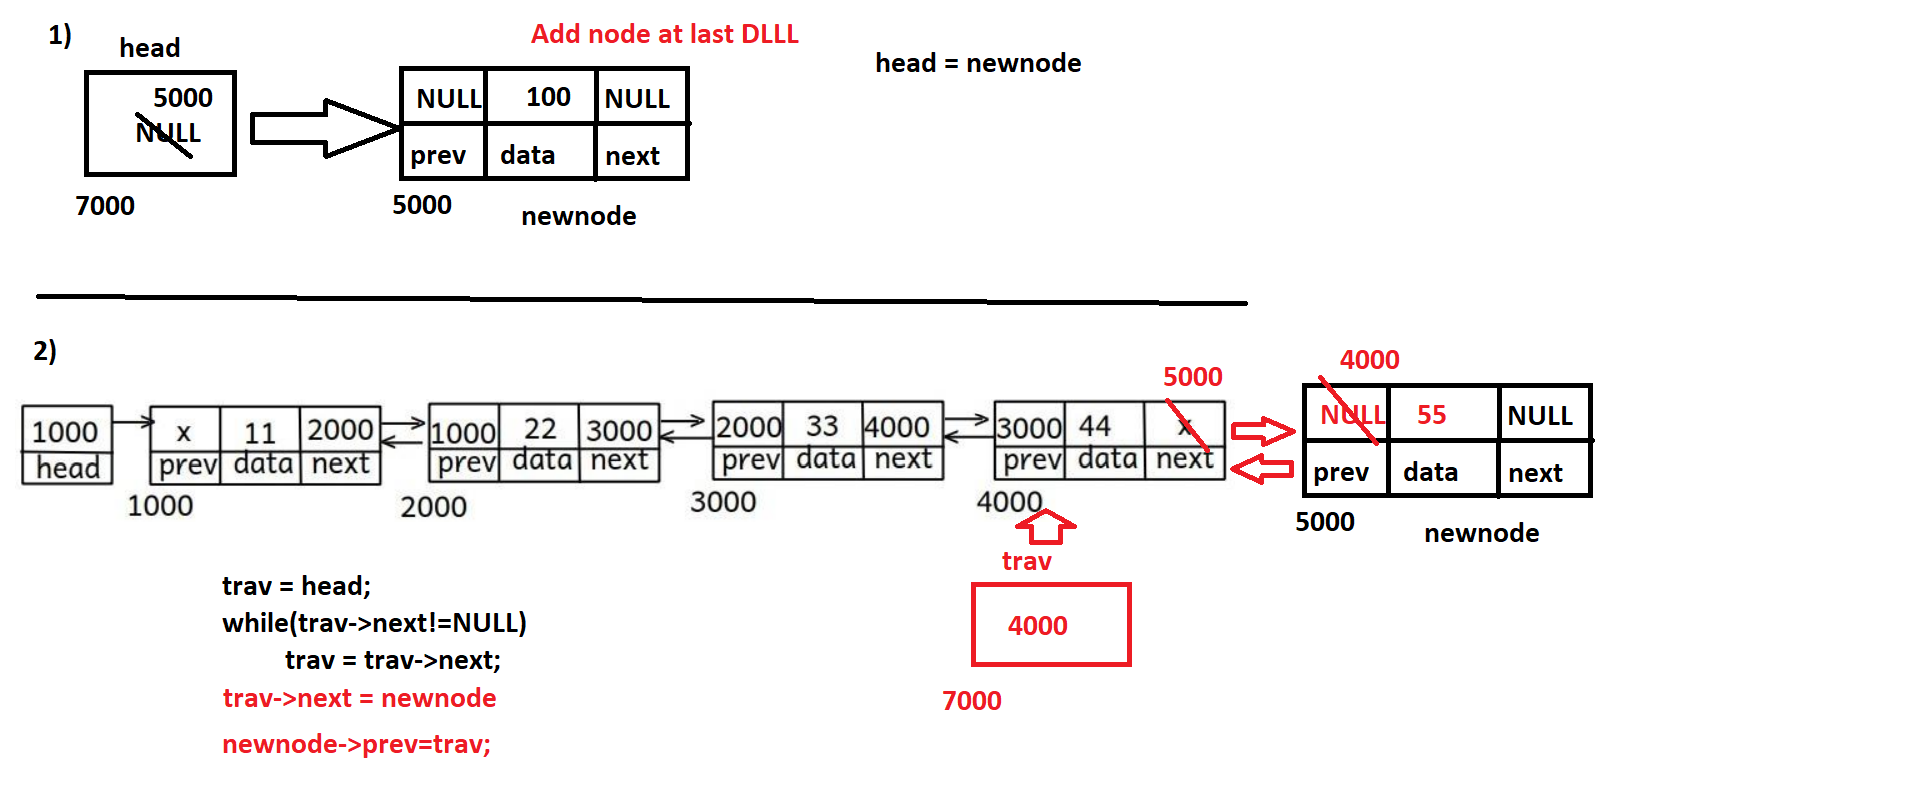 1)
head
Add node at last DLLL
head = newnode
5000
NULL
NULL 100 NULL
prev data next
7000
5000
newnode
2)
5000
4000
1000
head
x 11 2000
prev data next
1000 22 3000
prev data next
2000 33 4000
prev data next
3000 44 x
prev data next
NULL 55 NULL
prev data next
1000
2000
3000
4000
5000
newnode
trav
4000
7000
trav = head;
while(trav->next!=NULL)
trav = trav->next;
trav->next = newnode
newnode->prev=trav;